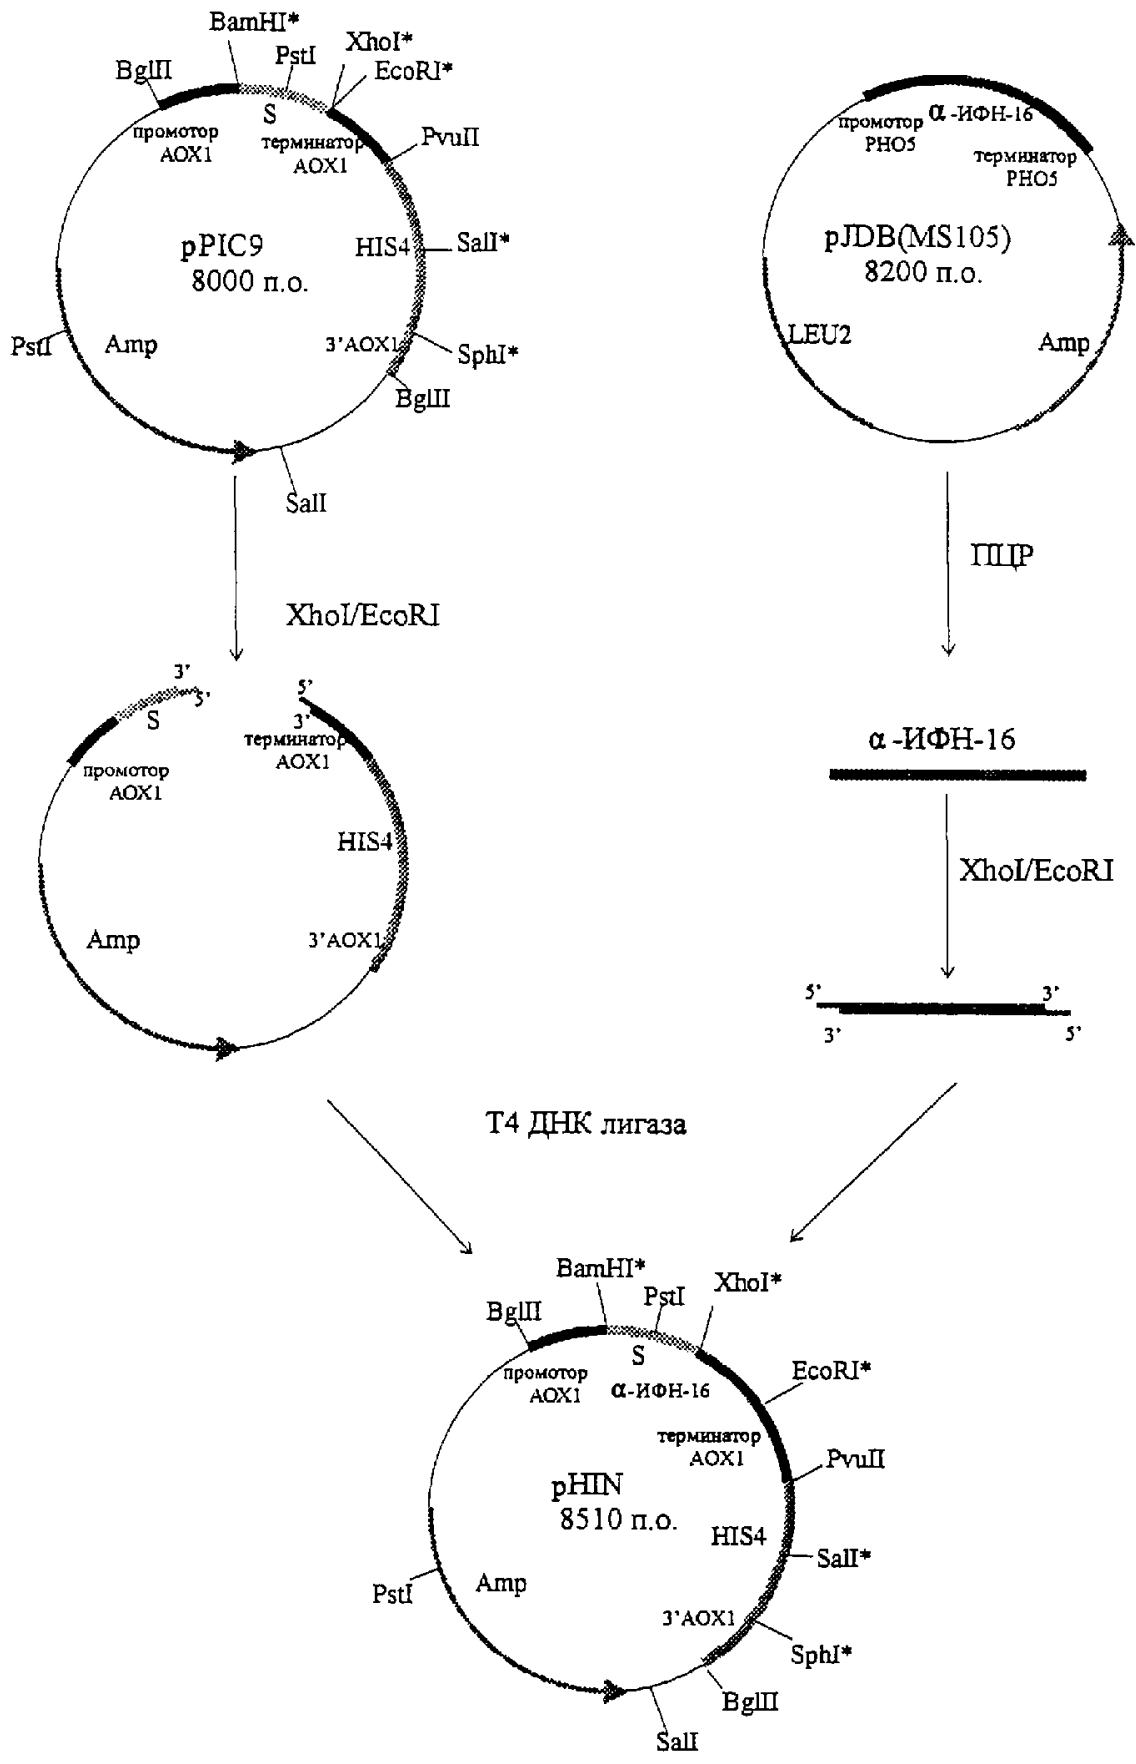 BamHI*
PstI
XhoI*
EcoRI*
BglII
S
промотор
AOX1
терминатор
AOX1
PvuII
pPIC9
8000 п.о.
HIS4
SalI*
PstI
Amp
3’AOX1
SphI*
BglII
SalI
α-ИФН-16
промотор
PHO5
терминатор
PHO5
pJDB(MS105)
8200 п.о.
LEU2
Amp
XhoI/EcoRI
ПЦР
3’
5’
S
5’
3’
терминатор
AOX1
промотор
AOX1
HIS4
Amp
3’AOX1
α-ИФН-16
XhoI/EcoRI
5’
3’
3’
5’
Т4 ДНК лигаза
BamHI*
PstI
XhoI*
BglII
S
промотор
AOX1
α-ИФН-16
EcoRI*
терминатор
AOX1
PvuII
pHIN
8510 п.о.
HIS4
SalI*
PstI
Amp
3’AOX1
SphI*
BglII
SalI